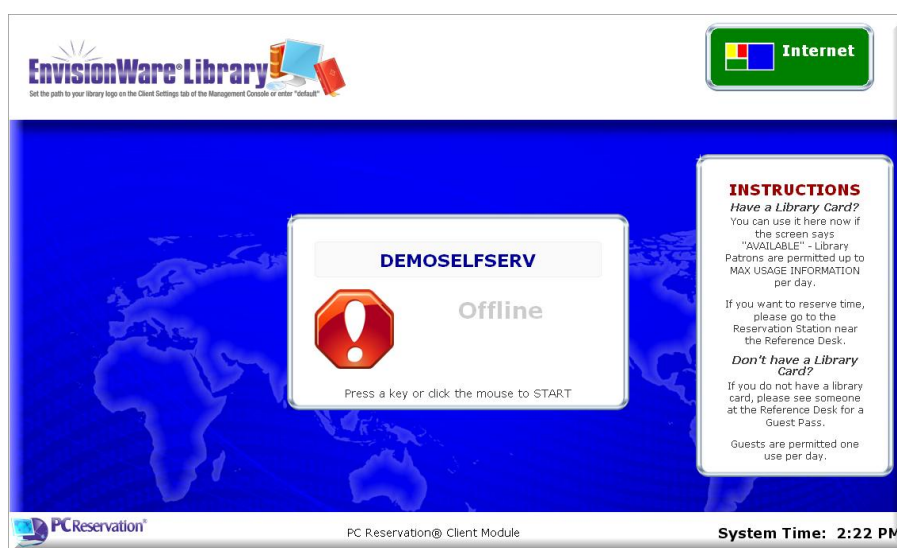 EnvisionWare® Library
Set the path to your library logo on the Client Settings tab of the Management Console or enter "default"
Internet
DEMOSELFSERV
Offline
Press a key or click the mouse to START
INSTRUCTIONS
Have a Library Card?
You can use it here now if
the screen says
"AVAILABLE" - Library
Patrons are permitted up to
MAX USAGE INFORMATION
per day.
If you want to reserve time,
please go to the
Reservation Station near
the Reference Desk.
Don't have a Library
Card?
If you do not have a library
card, please see someone
at the Reference Desk for a
Guest Pass.
Guests are permitted one
use per day.
PC Reservation®
PC Reservation® Client Module
System Time: 2:22 PM